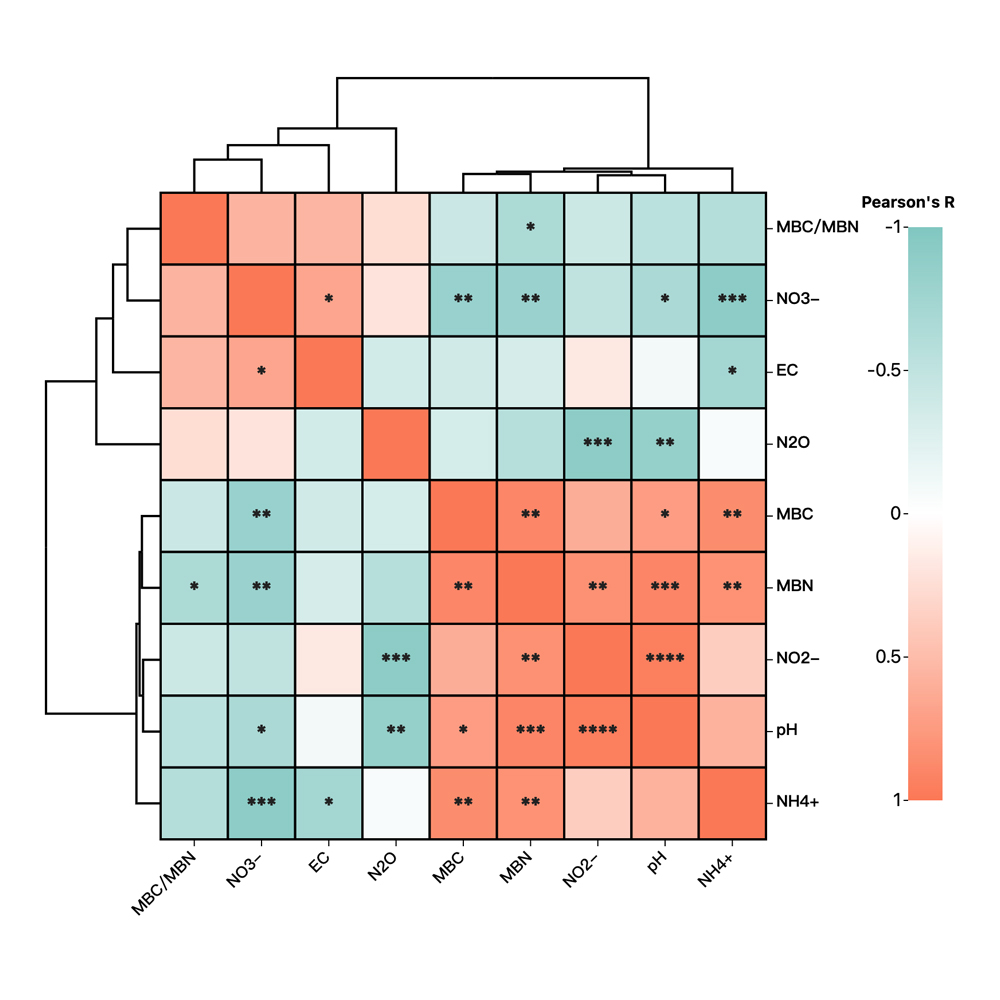 Pearson's R
-1
-0.5
0
0.5
1
* MBC/MBN
* ** ** * *** NO3−
* * EC
*** ** N2O
** ** * ** MBC
* ** ** ** *** ** MBN
*** ** **** NO2−
* ** * *** **** pH
*** * ** ** NH4+
MBC/MBN NO3− EC N2O MBC MBN NO2− pH NH4+